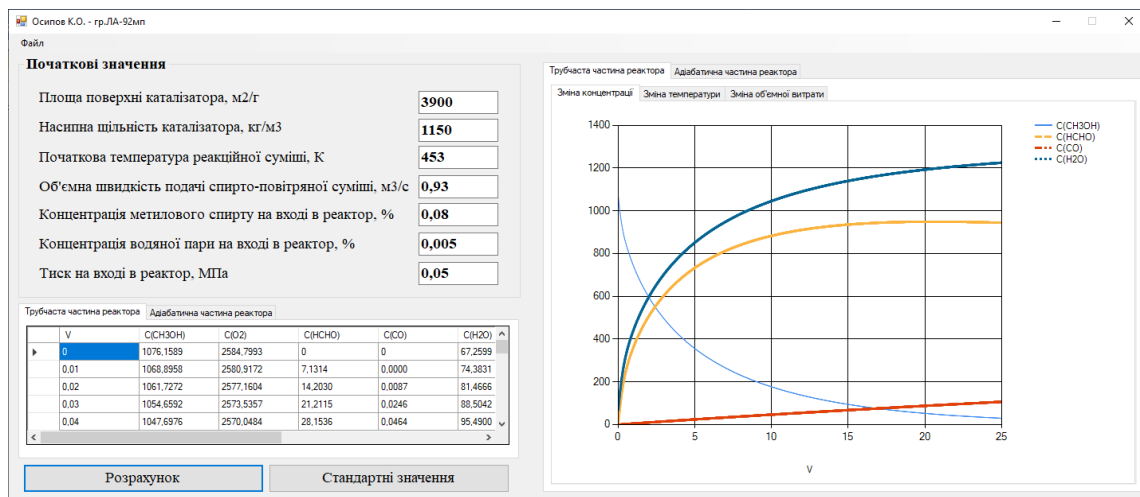 Осипов К.О. - гр.ЛА-92мп
Файл
Початкові значення
Площа поверхні каталізатора, м2/г 3900
Насипна щільність каталізатора, кг/м3 1150
Початкова температура реакційної суміші, К 453
Об'ємна швидкість подачі спирто-повітряної суміші, м3/с 0,93
Концентрація метилового спирту на вході в реактор, % 0,08
Концентрація водяної пари на вході в реактор, % 0,005
Тиск на вході в реактор, МПа 0,05
Трубчаста частина реактора Адіабатична частина реактора
V C(CH3OH) C(O2) C(HCHO) C(CO) C(H2O)
0 1076,1589 2584,7993 0 0 67,2599
0,01 1068,8958 2580,9172 7,1314 0,0000 74,3831
0,02 1061,7272 2577,1604 14,2030 0,0087 81,4666
0,03 1054,6592 2573,5357 21,2115 0,0246 88,5042
0,04 1047,6976 2570,0484 28,1536 0,0464 95,4900
Розрахунок Стандартні значення
Трубчаста частина реактора Адіабатична частина реактора
Зміна концентрації Зміна температури Зміна об'ємної витрати
1400
1200
1000
800
600
400
200
0
0 5 10 15 20 25
V
C(CH3OH)
C(HCHO)
C(CO)
C(H2O)